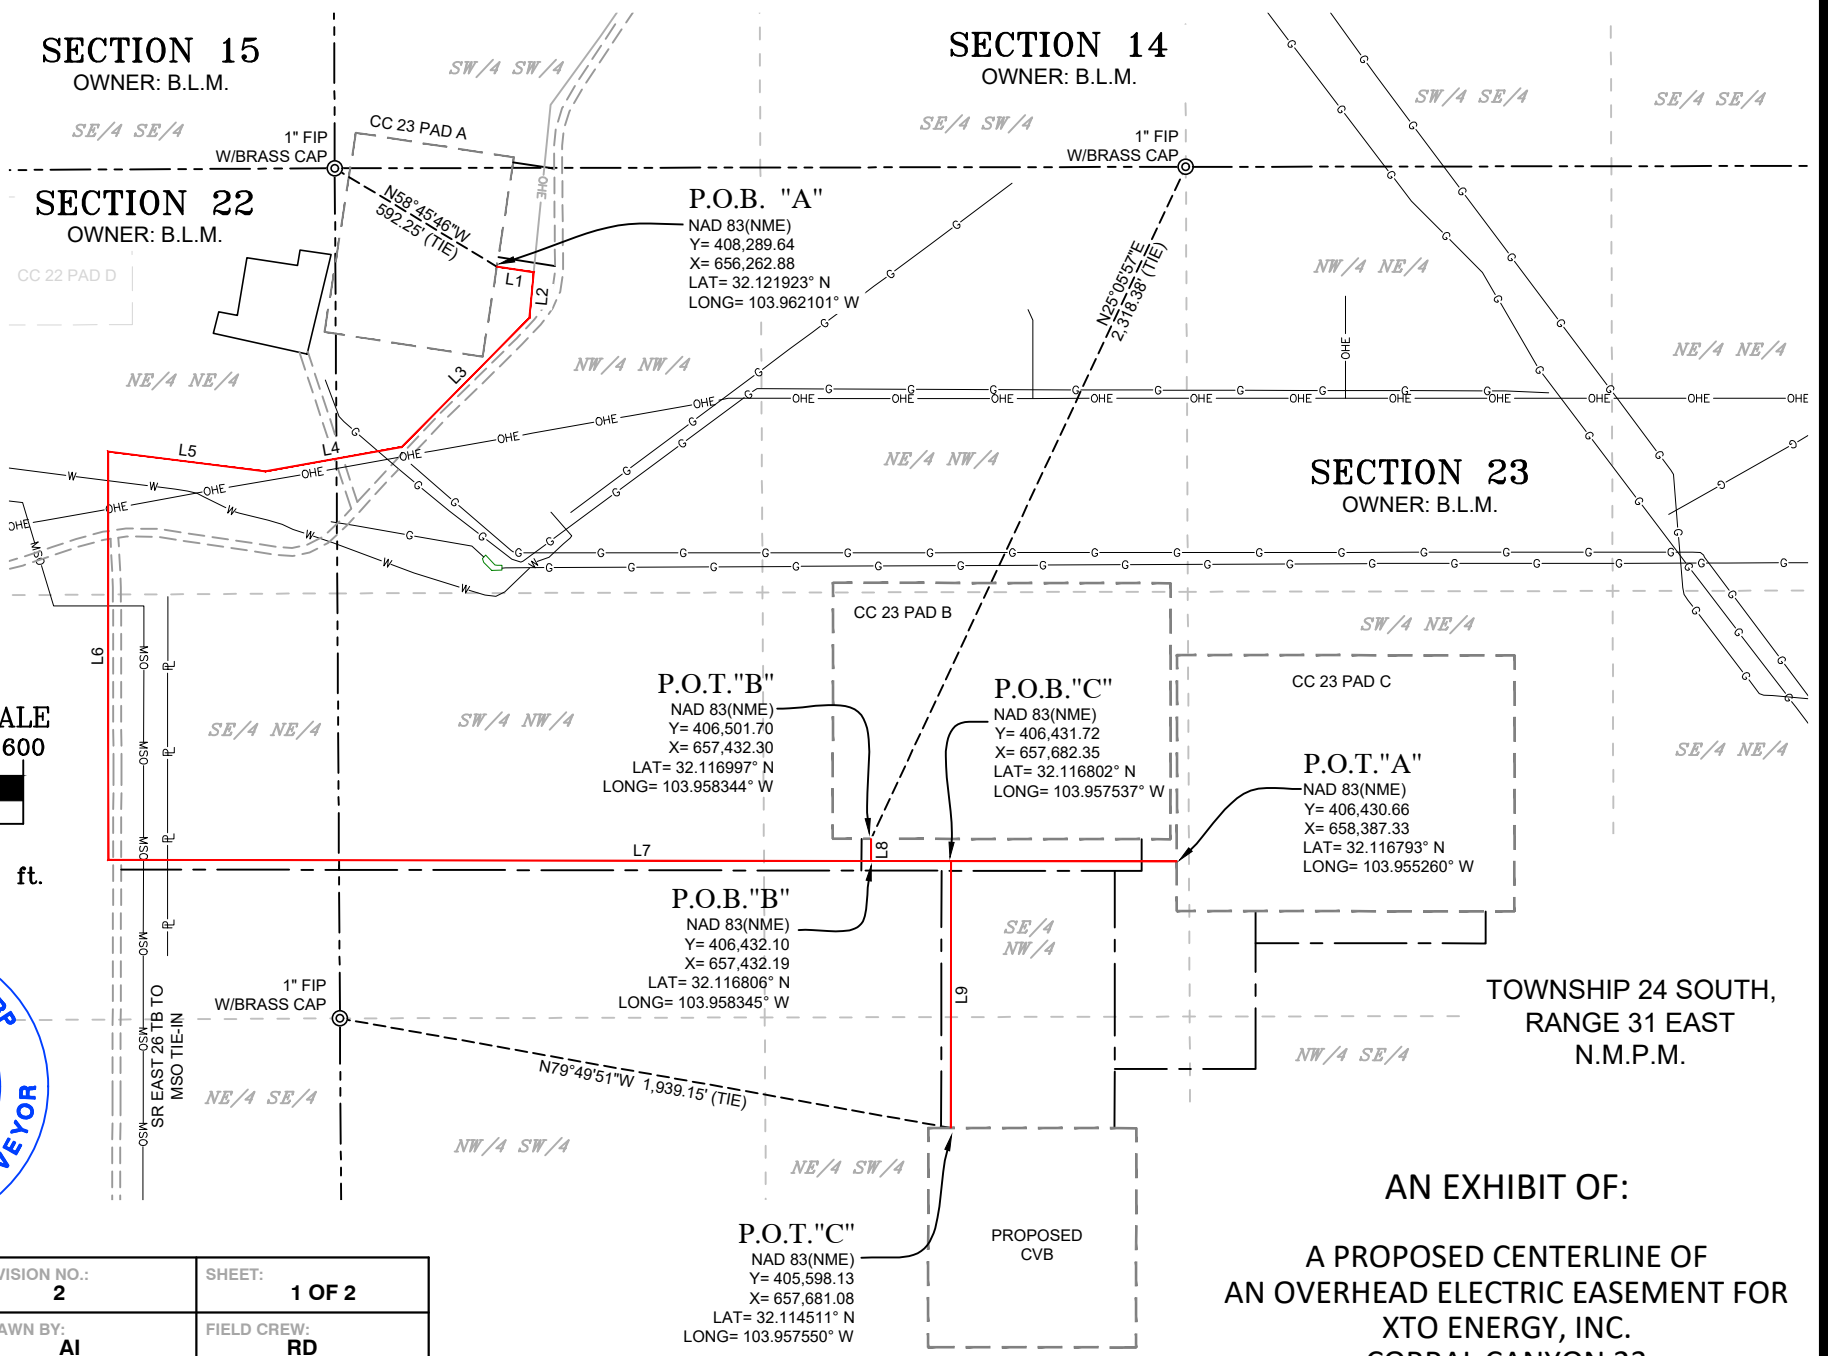 SECTION 15
OWNER: B.L.M.
SW/4 SW/4
SE/4 SE/4
CC 23 PAD A
1" FIP
W/BRASS CAP
SECTION 14
OWNER: B.L.M.
SE/4 SW/4
1" FIP
W/BRASS CAP
SW/4 SE/4
SE/4 SE/4
SECTION 22
OWNER: B.L.M.
CC 22 PAD D
N58°45'46"W
592.25' (TIE)
OHE
P.O.B. "A"
NAD 83(NME)
Y= 408,289.64
X= 656,262.88
LAT= 32.121923° N
LONG= 103.962101° W
N25°05'57"E
2,318.38' (TIE)
NW/4 NE/4
NE/4 NE/4
L1
L2
L3
NE/4 NE/4
NW/4 NW/4
OHE
L5
L4
NE/4 NW/4
SECTION 23
OWNER: B.L.M.
MSO
L6
CC 23 PAD B
SW/4 NE/4
CC 23 PAD C
SE/4 NE/4
SW/4 NW/4
SE/4 NE/4
ALE
600
ft.
P.O.T."B"
NAD 83(NME)
Y= 406,501.70
X= 657,432.30
LAT= 32.116997° N
LONG= 103.958344° W
P.O.B."C"
NAD 83(NME)
Y= 406,431.72
X= 657,682.35
LAT= 32.116802° N
LONG= 103.957537° W
P.O.T."A"
NAD 83(NME)
Y= 406,430.66
X= 658,387.33
LAT= 32.116793° N
LONG= 103.955260° W
L7
L8
P.O.B."B"
NAD 83(NME)
Y= 406,432.10
X= 657,432.19
LAT= 32.116806° N
LONG= 103.958345° W
SE/4
NW/4
L9
1" FIP
W/BRASS CAP
SR EAST 26 TB TO
MSO TIE-IN
N79°49'51"W 1,939.15' (TIE)
NE/4 SE/4
NW/4 SW/4
NE/4 SW/4
NW/4 SE/4
TOWNSHIP 24 SOUTH,
RANGE 31 EAST
N.M.P.M.
VEYOR
P.O.T."C"
NAD 83(NME)
Y= 405,598.13
X= 657,681.08
LAT= 32.114511° N
LONG= 103.957550° W
PROPOSED
CVB
AN EXHIBIT OF:
A PROPOSED CENTERLINE OF
AN OVERHEAD ELECTRIC EASEMENT FOR
XTO ENERGY, INC.
VISION NO.:
2
SHEET:
1 OF 2
AWN BY:
AI
FIELD CREW:
RD